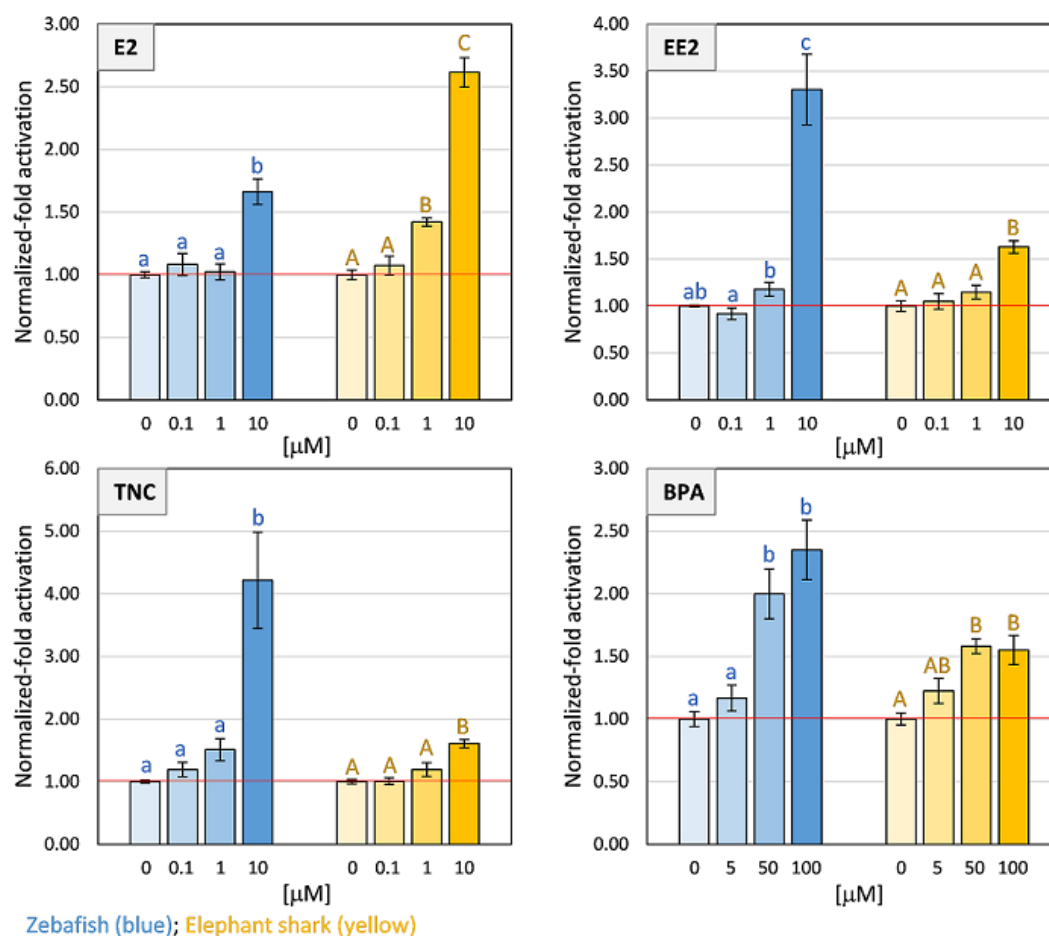 E2
Normalized-fold activation
3.00
2.50
2.00
1.50
1.00
0.50
0.00
a a a b
A A B C
0 0.1 1 10 0 0.1 1 10
[μM]
EE2
Normalized-fold activation
4.00
3.50
3.00
2.50
2.00
1.50
1.00
0.50
0.00
ab a b c
A A A B
0 0.1 1 10 0 0.1 1 10
[μM]
TNC
Normalized-fold activation
6.00
5.00
4.00
3.00
2.00
1.00
0.00
a a a b
A A A B
0 0.1 1 10 0 0.1 1 10
[μM]
BPA
Normalized-fold activation
3.00
2.50
2.00
1.50
1.00
0.50
0.00
a a b b
A AB B B
0 5 50 100 0 5 50 100
[μM]
Zebafish (blue); Elephant shark (yellow)